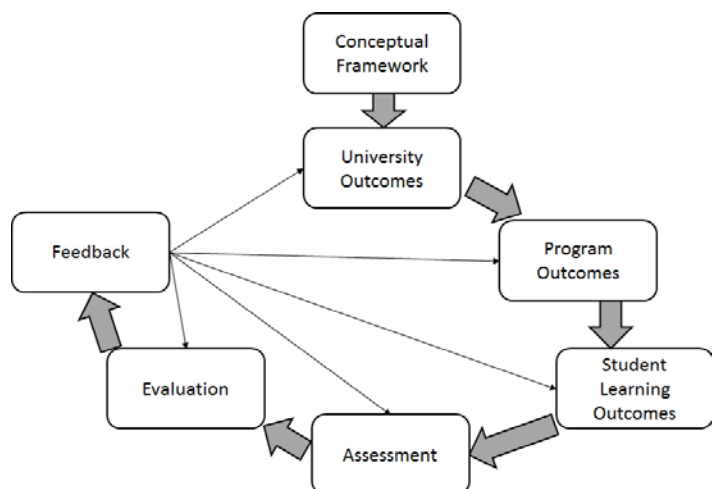 Conceptual
Framework
University
Outcomes
Program
Outcomes
Student
Learning
Outcomes
Assessment
Evaluation
Feedback